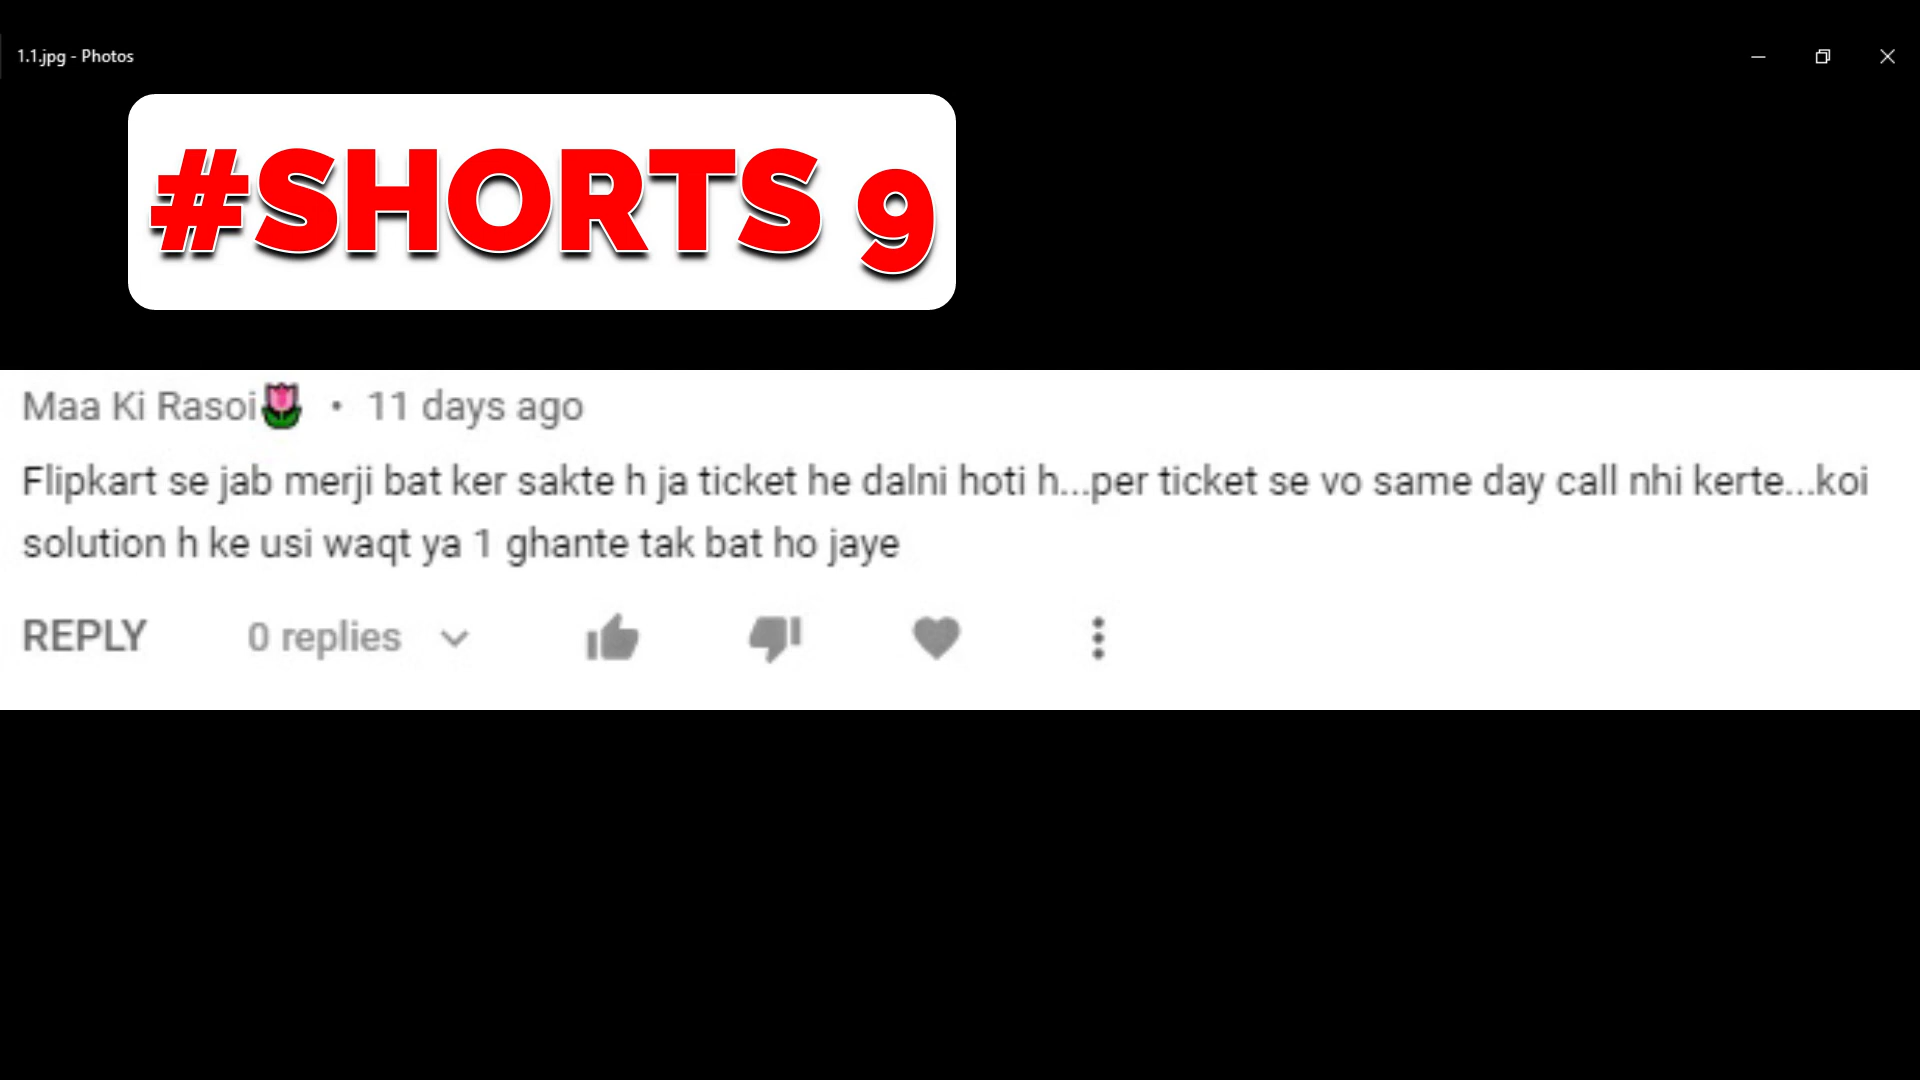 1.1.jpg - Photos
#SHORTS 9
Maa Ki Rasoi🌷 • 11 days ago
Flipkart se jab merji bat ker sakte h ja ticket he dalni hoti h...per ticket se vo same day call nhi kerte...koi
solution h ke usi waqt ya 1 ghante tak bat ho jaye
REPLY 0 replies